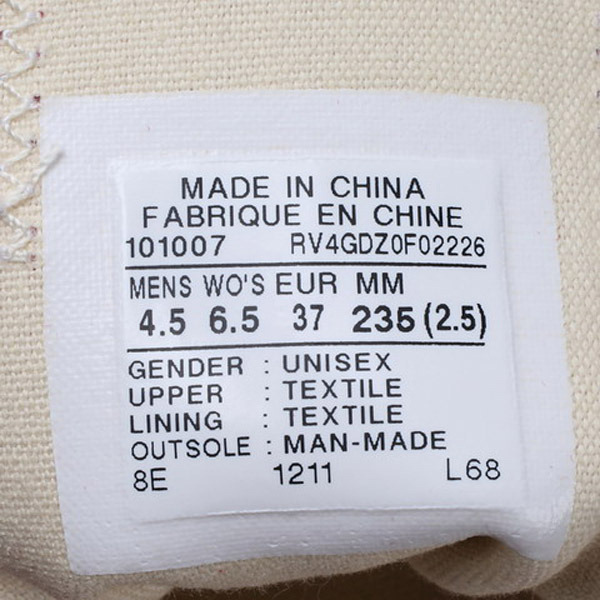 MADE IN CHINA
FABRIQUE EN CHINE
101007 RV4GDZ0F02226
MENS WO'S EUR MM
4.5 6.5 37 235 (2.5)
GENDER : UNISEX
UPPER : TEXTILE
LINING : TEXTILE
OUTSOLE : MAN-MADE
8E 1211 L68